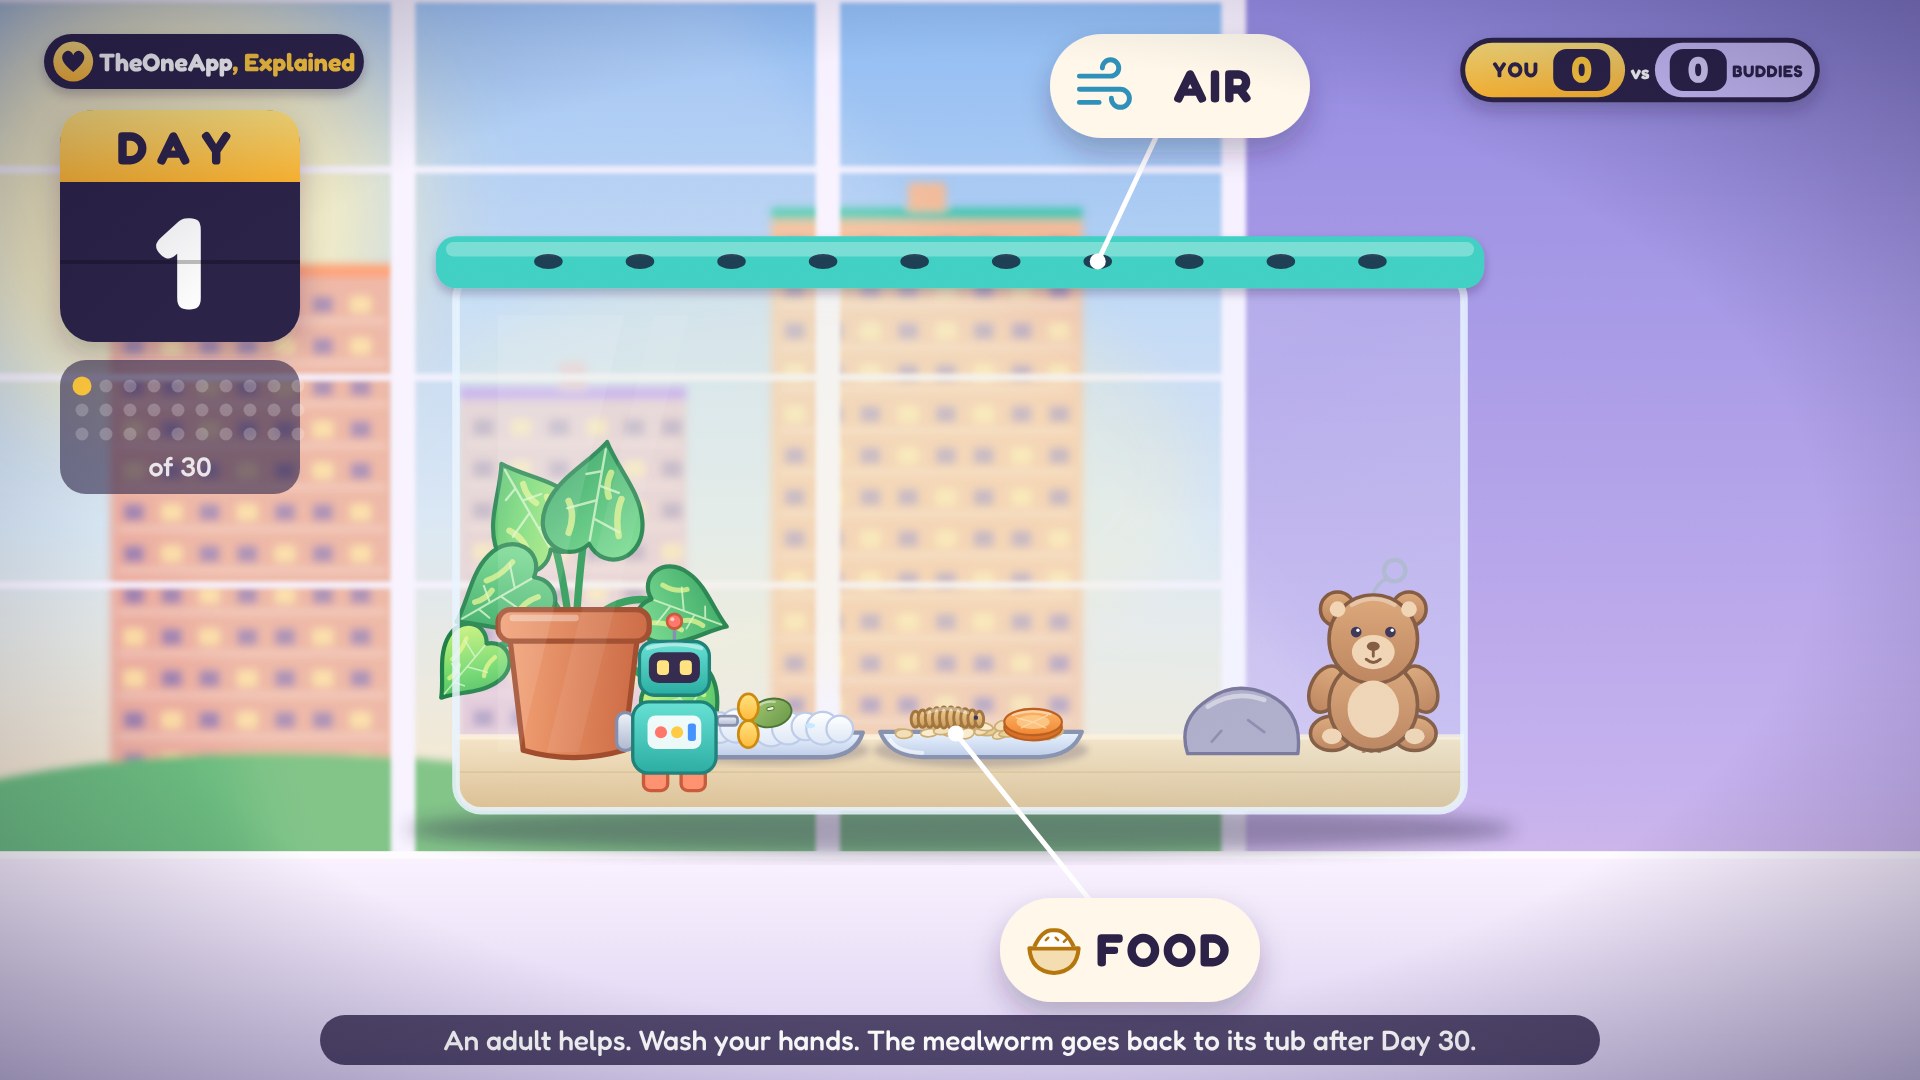 TheOneApp, Explained
DAY
1
of 30
AIR
YOU 0 vs 0 BUDDIES
FOOD
An adult helps. Wash your hands. The mealworm goes back to its tub after Day 30.